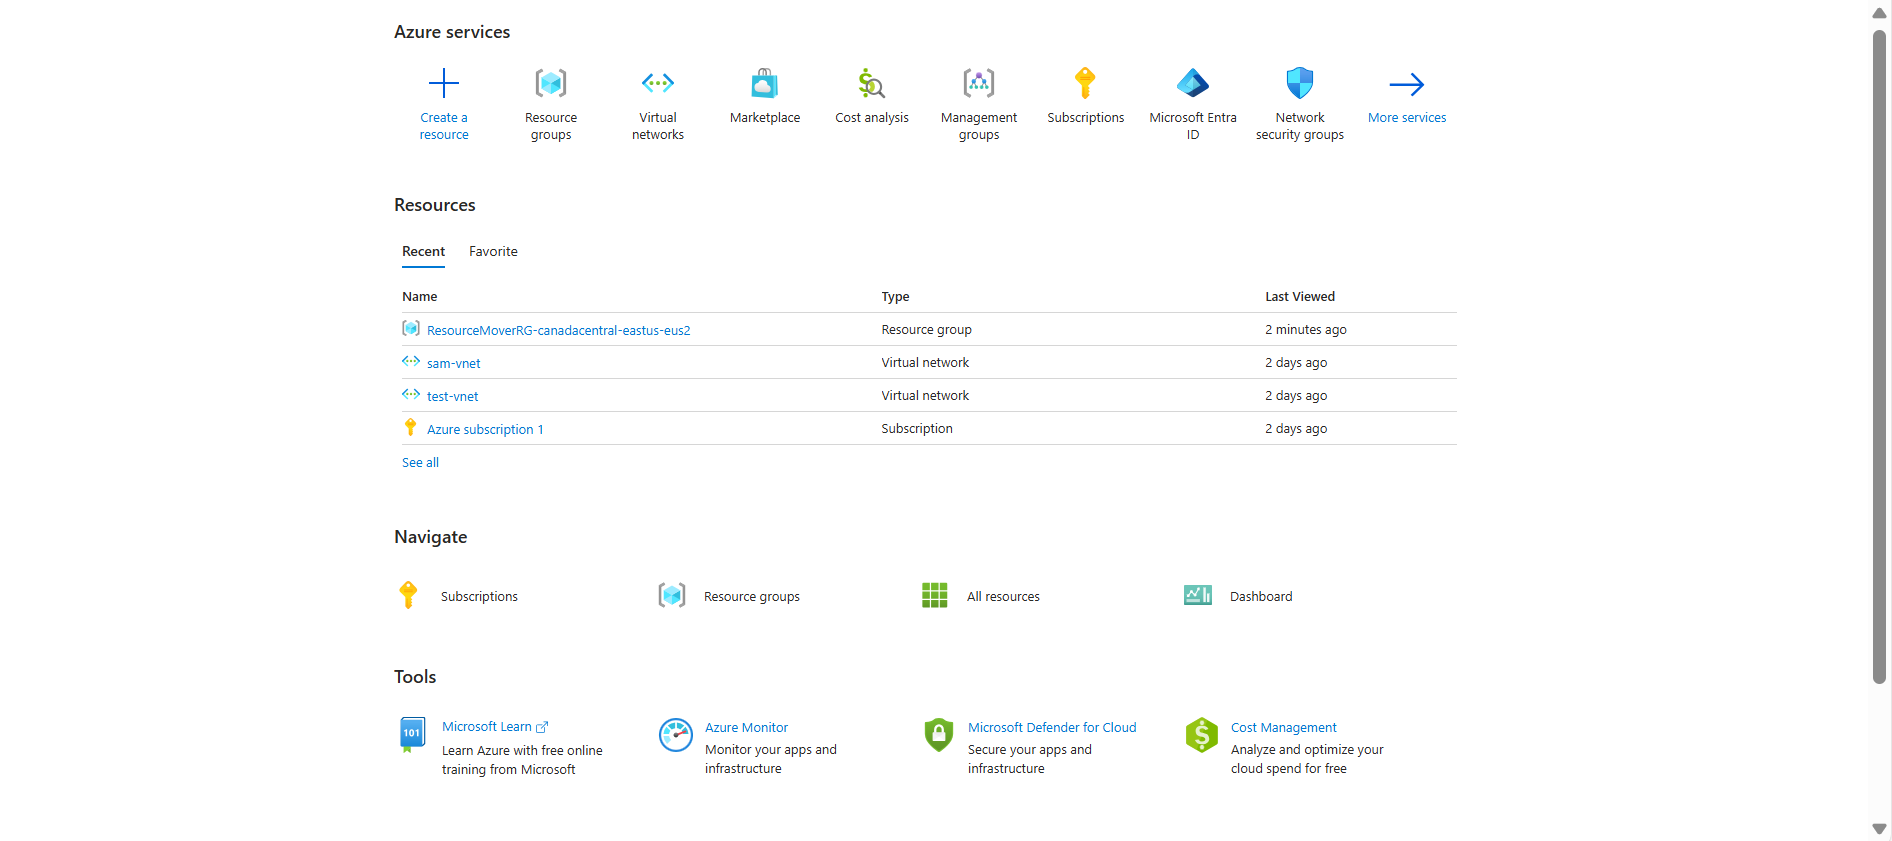 Azure services
Create a
resource
Resource
groups
Virtual
networks
Marketplace
Cost analysis
Management
groups
Subscriptions
Microsoft Entra
ID
Network
security groups
More services
Resources
Recent Favorite
Name Type Last Viewed
ResourceMoverRG-canadacentral-eastus-eus2 Resource group 2 minutes ago
sam-vnet Virtual network 2 days ago
test-vnet Virtual network 2 days ago
Azure subscription 1 Subscription 2 days ago
See all
Navigate
Subscriptions Resource groups All resources Dashboard
Tools
101
Microsoft Learn
Learn Azure with free online
training from Microsoft
Azure Monitor
Monitor your apps and
infrastructure
Microsoft Defender for Cloud
Secure your apps and
infrastructure
Cost Management
Analyze and optimize your
cloud spend for free